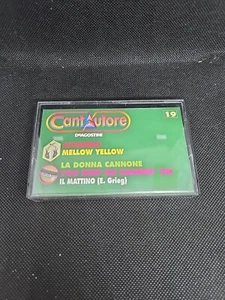 CantAutore
DeAGOSTINI
19
MELLOW YELLOW
LA DONNA CANNONE
IL MATTINO (E. Grieg)